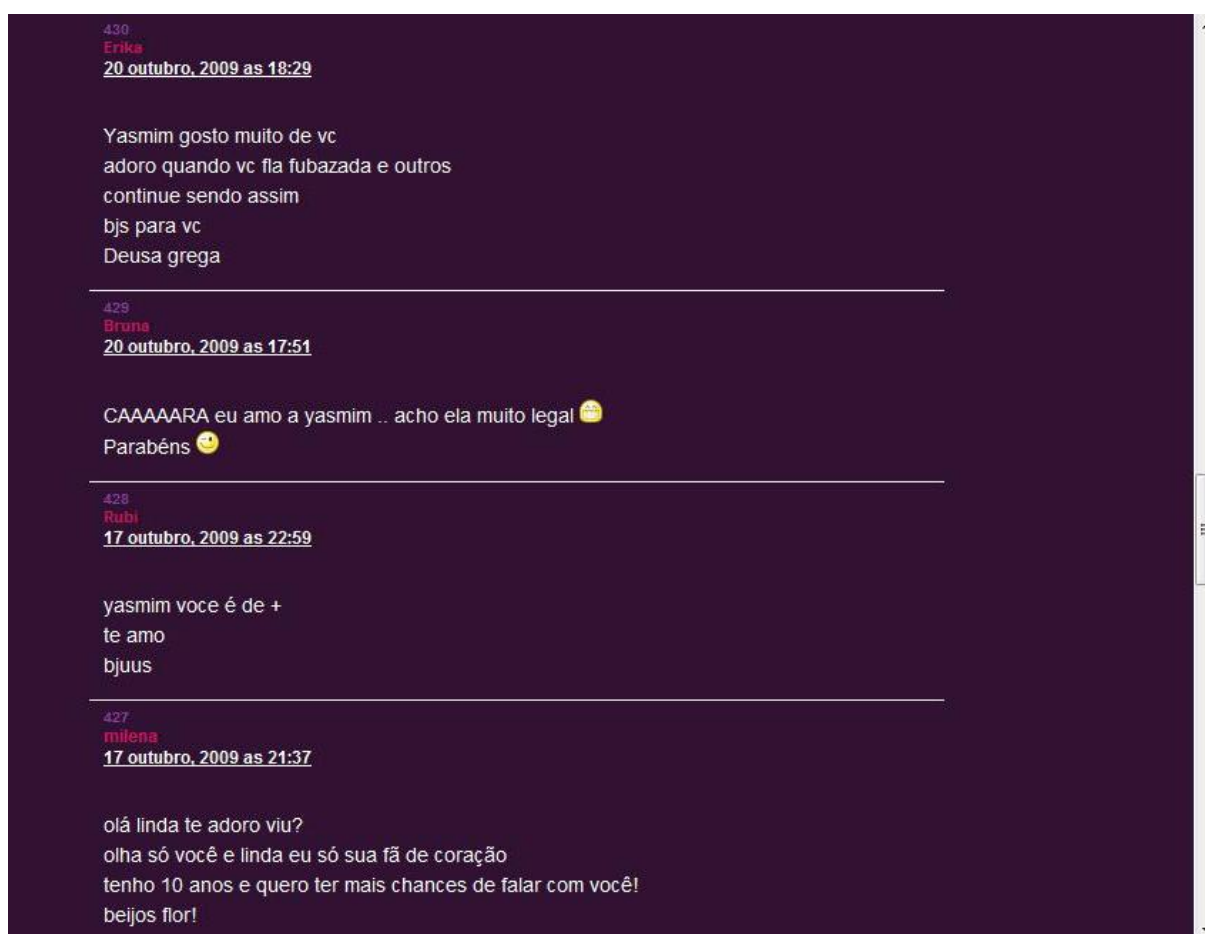 430
Erika
20 outubro, 2009 as 18:29
Yasmim gosto muito de vc
adoro quando vc fla fubazada e outros
continue sendo assim
bjs para vc
Deusa grega
429
Bruna
20 outubro, 2009 as 17:51
CAAAAARA eu amo a yasmim .. acho ela muito legal
Parabéns
428
Rubi
17 outubro, 2009 as 22:59
yasmim voce é de +
te amo
bjuus
427
milena
17 outubro, 2009 as 21:37
olá linda te adoro viu?
olha só você e linda eu só sua fã de coração
tenho 10 anos e quero ter mais chances de falar com você!
beijos flor!